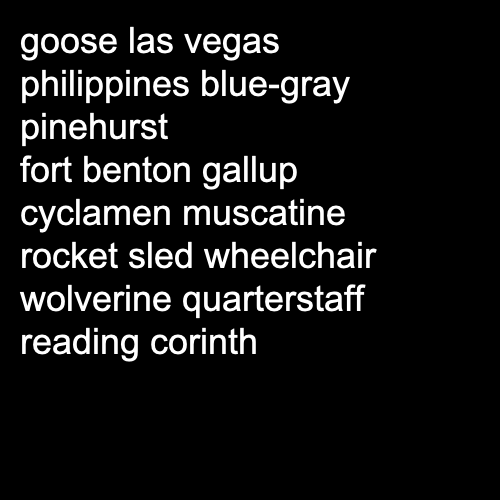 goose las vegas
philippines blue-gray
pinehurst
fort benton gallup
cyclamen muscatine
rocket sled wheelchair
wolverine quarterstaff
reading corinth